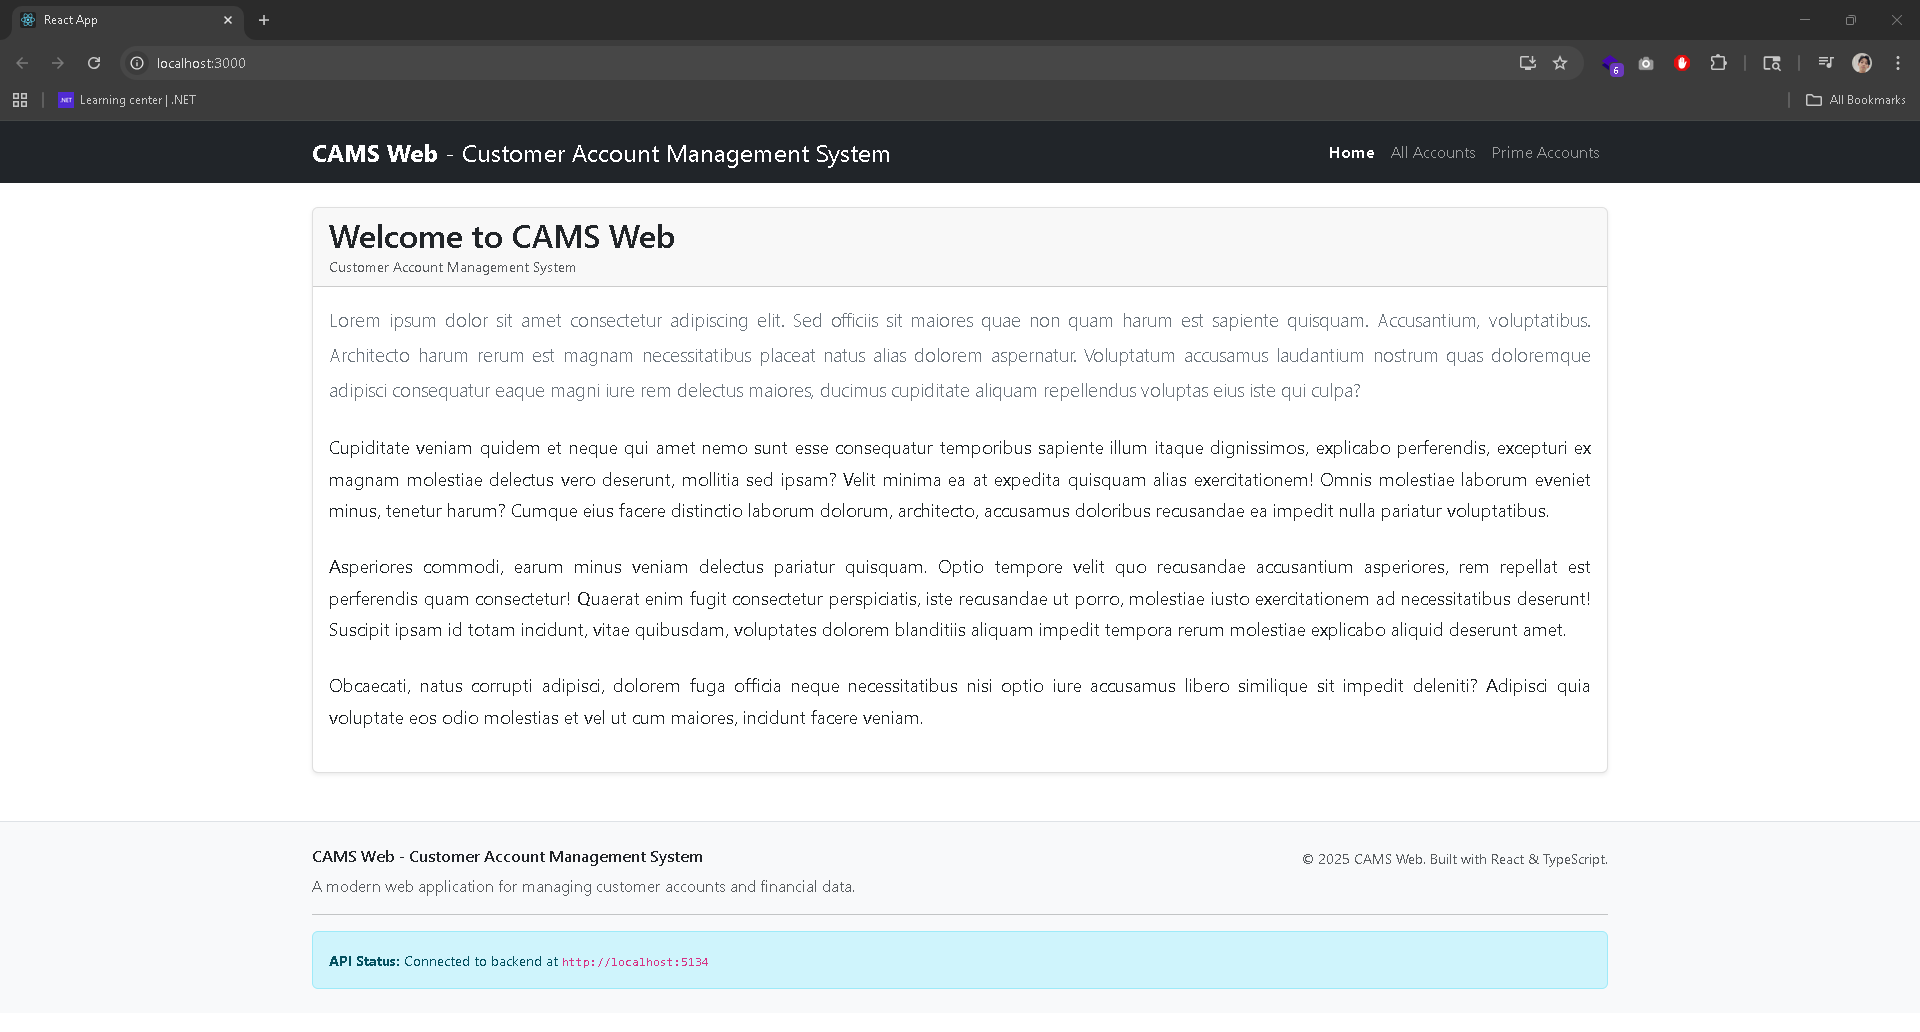 React App
localhost:3000
6
Learning center | .NET
All Bookmarks
CAMS Web - Customer Account Management System
Home All Accounts Prime Accounts
Welcome to CAMS Web
Customer Account Management System
Lorem ipsum dolor sit amet consectetur adipiscing elit. Sed officiis sit maiores quae non quam harum est sapiente quisquam. Accusantium, voluptatibus.
Architecto harum rerum est magnam necessitatibus placeat natus alias dolorem aspernatur. Voluptatum accusamus laudantium nostrum quas doloremque
adipisci consequatur eaque magni iure rem delectus maiores, ducimus cupiditate aliquam repellendus voluptas eius iste qui culpa?
Cupiditate veniam quidem et neque qui amet nemo sunt esse consequatur temporibus sapiente illum itaque dignissimos, explicabo perferendis, excepturi ex
magnam molestiae delectus vero deserunt, mollitia sed ipsam? Velit minima ea at expedita quisquam alias exercitationem! Omnis molestiae laborum eveniet
minus, tenetur harum? Cumque eius facere distinctio laborum dolorum, architecto, accusamus doloribus recusandae ea impedit nulla pariatur voluptatibus.
Asperiores commodi, earum minus veniam delectus pariatur quisquam. Optio tempore velit quo recusandae accusantium asperiores, rem repellat est
perferendis quam consectetur! Quaerat enim fugit consectetur perspiciatis, iste recusandae ut porro, molestiae iusto exercitationem ad necessitatibus deserunt!
Suscipit ipsam id totam incidunt, vitae quibusdam, voluptates dolorem blanditiis aliquam impedit tempora rerum molestiae explicabo aliquid deserunt amet.
Obcaecati, natus corrupti adipisci, dolorem fuga officia neque necessitatibus nisi optio iure accusamus libero similique sit impedit deleniti? Adipisci quia
voluptate eos odio molestias et vel ut cum maiores, incidunt facere veniam.
CAMS Web - Customer Account Management System
© 2025 CAMS Web. Built with React & TypeScript.
A modern web application for managing customer accounts and financial data.
API Status: Connected to backend at http://localhost:5134